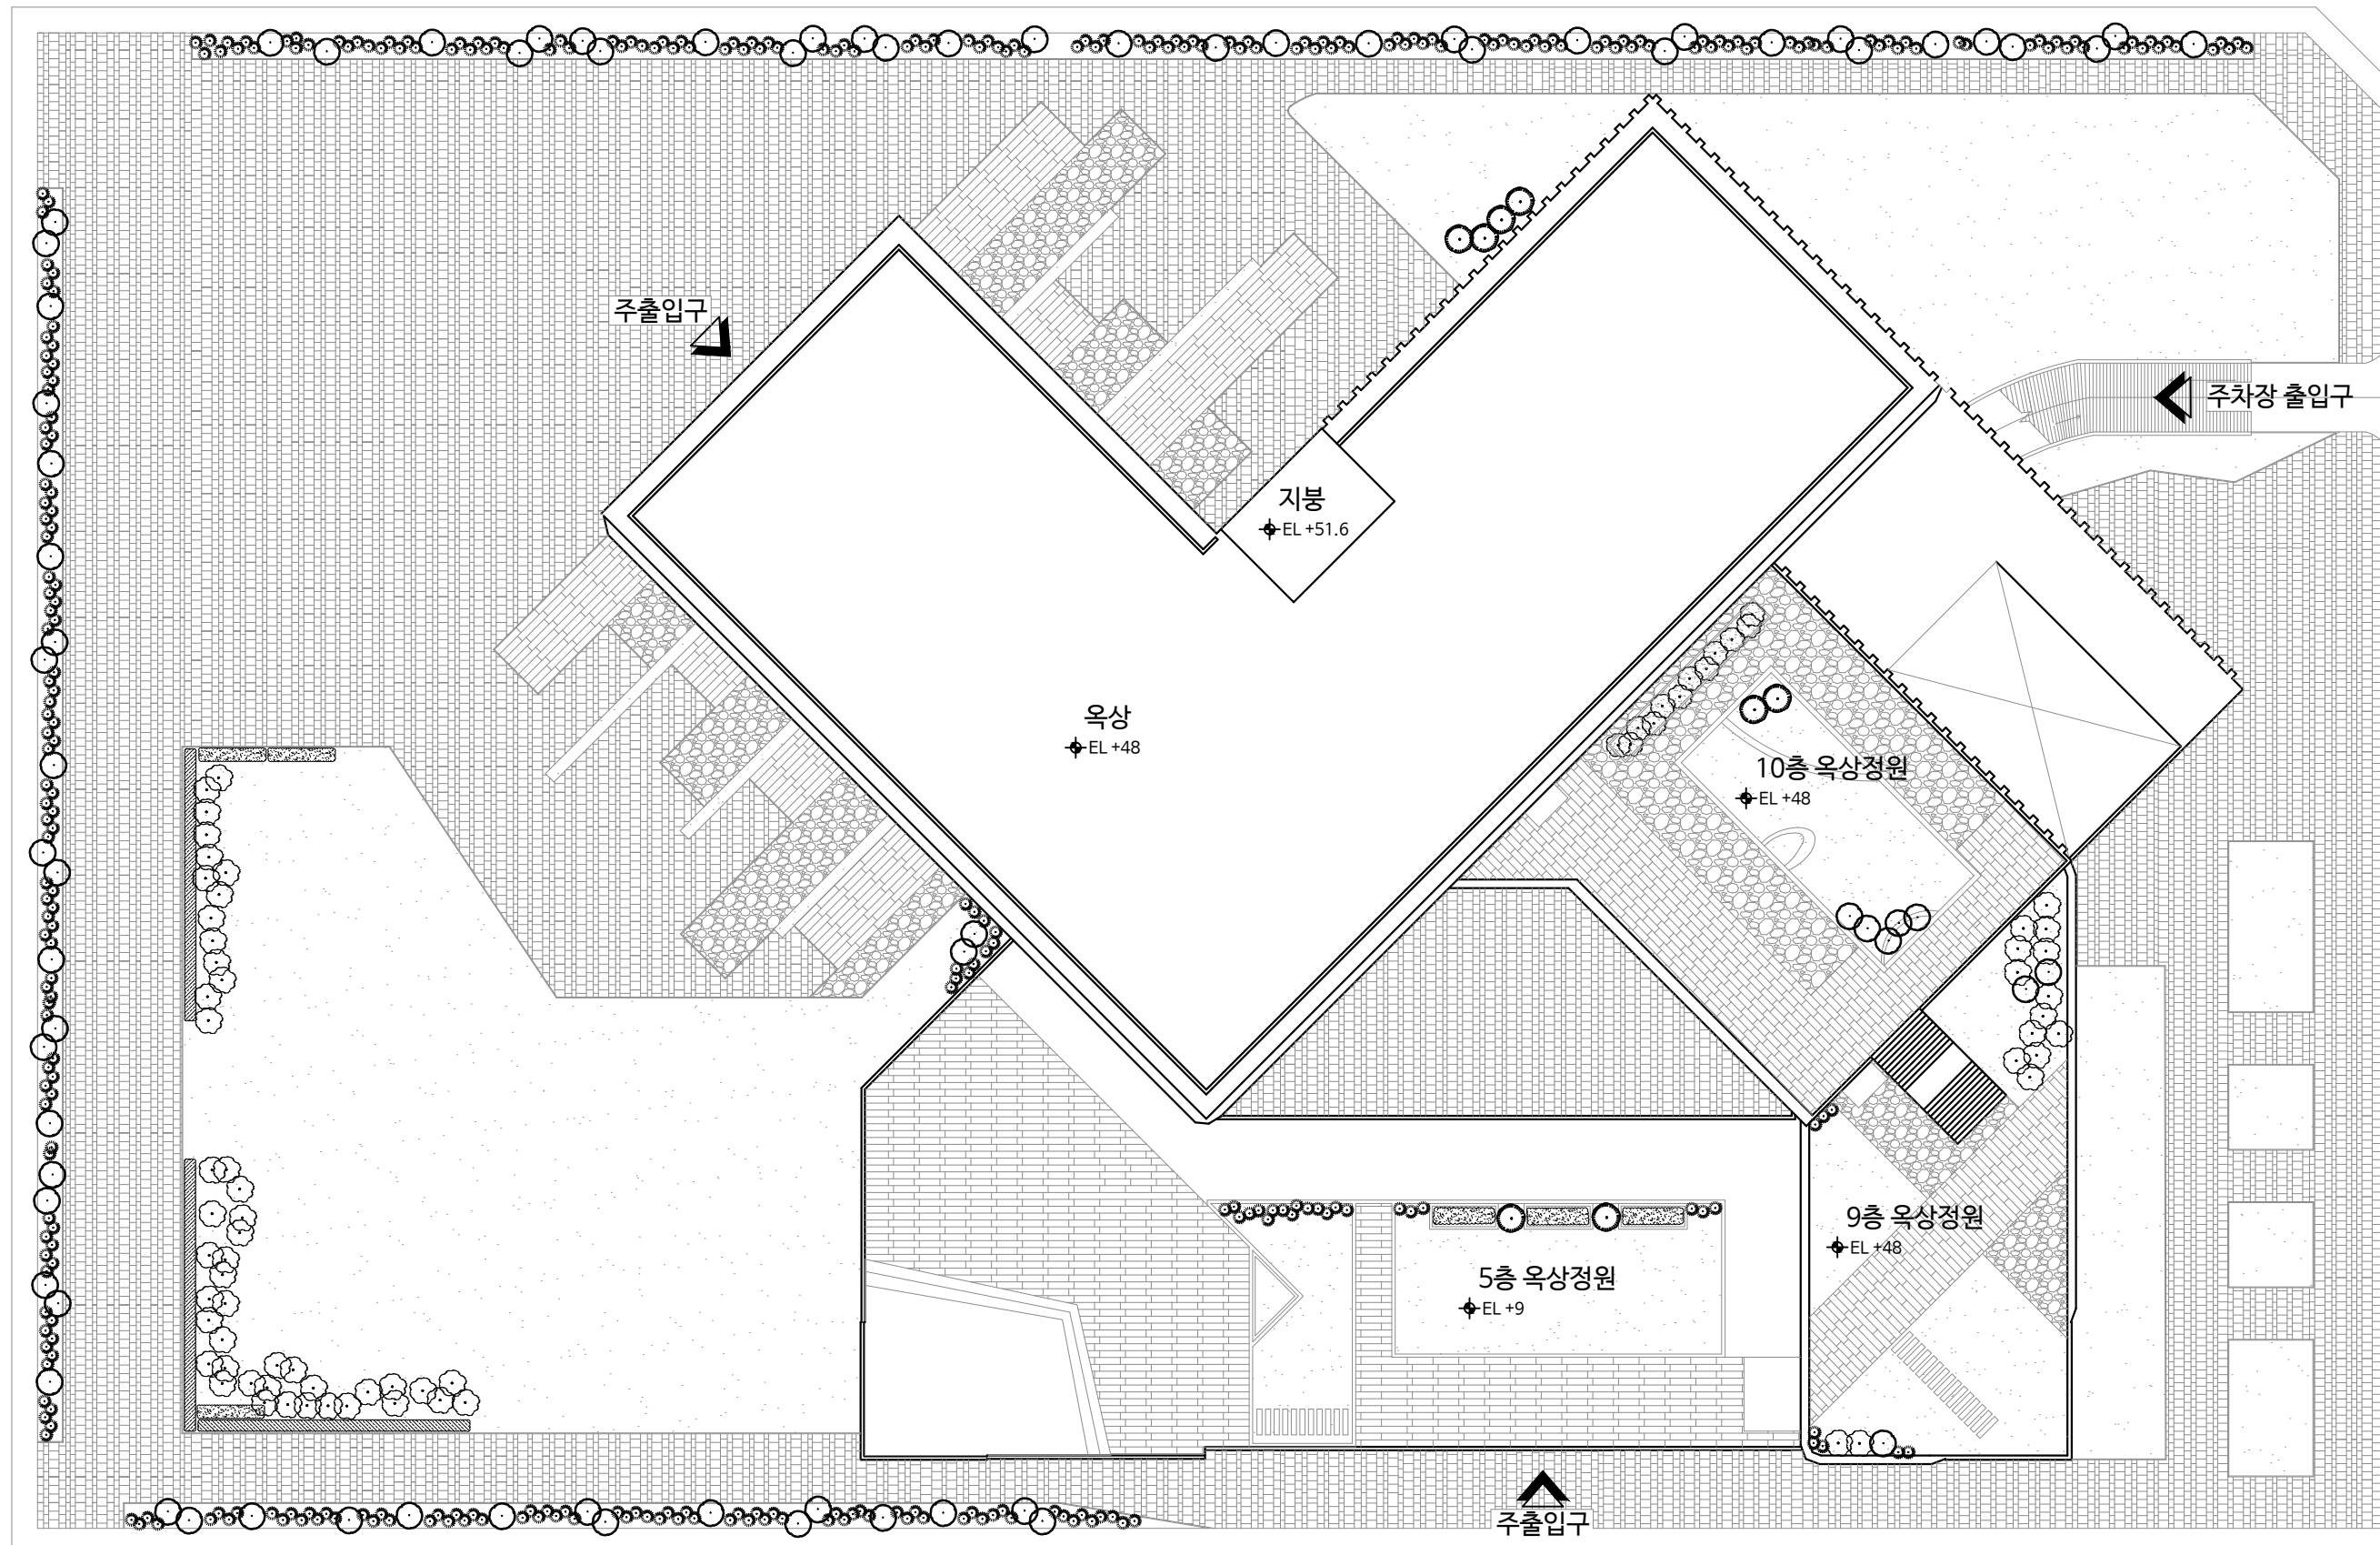 주출입구
주차장 출입구
지붕
EL +51.6
옥상
EL +48
10층 옥상정원
EL +48
9층 옥상정원
EL +48
5층 옥상정원
EL +9
주출입구